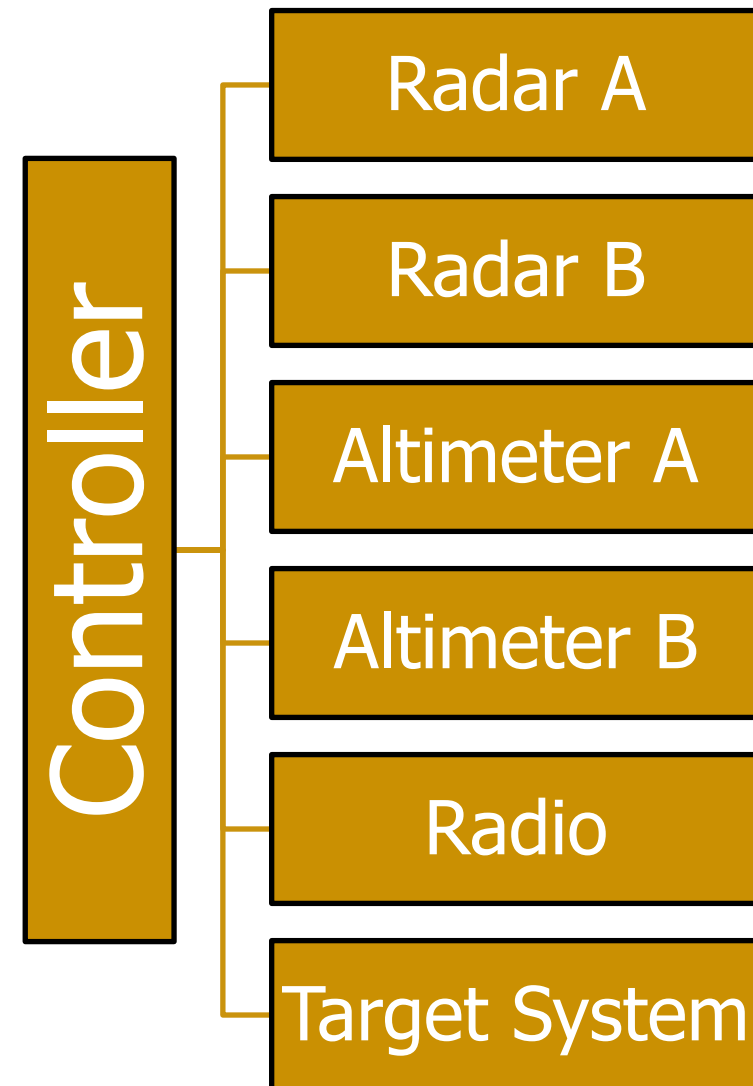 Controller
Radar A
Radar B
Altimeter A
Altimeter B
Radio
Target System